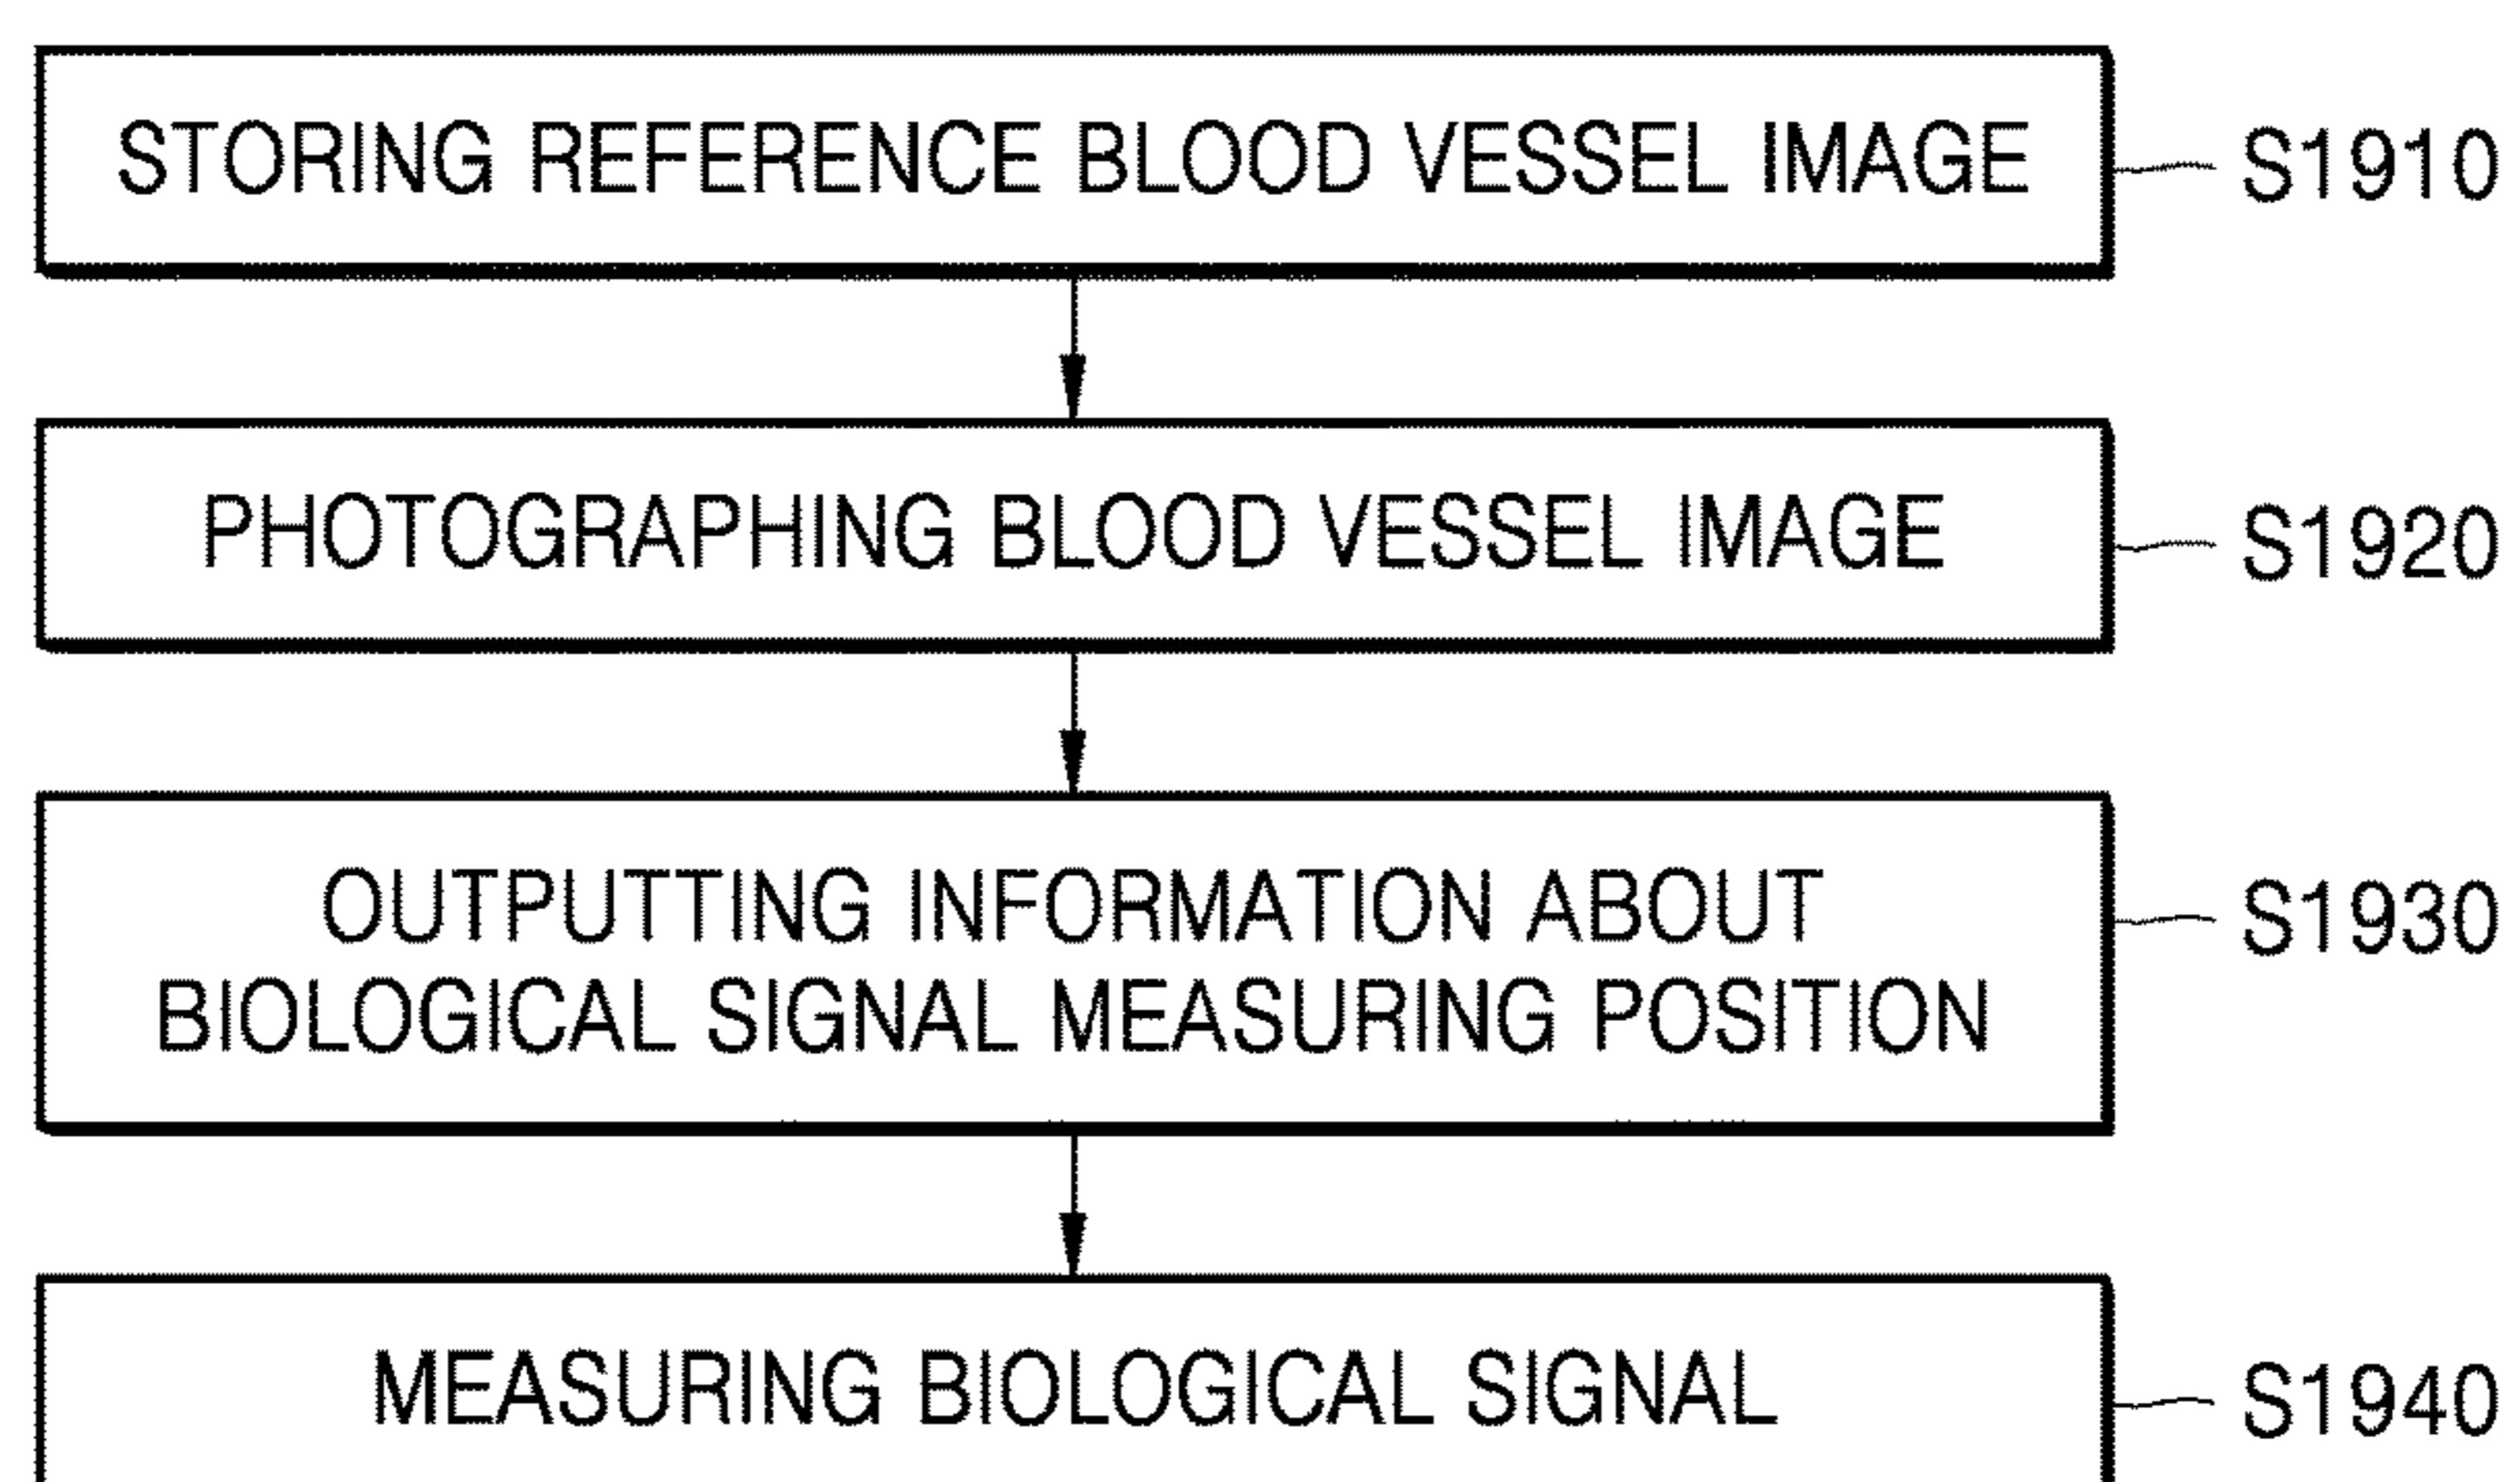 STORING REFERENCE BLOOD VESSEL IMAGE
S1910
PHOTOGRAPHING BLOOD VESSEL IMAGE
S1920
OUTPUTTING INFORMATION ABOUT
BIOLOGICAL SIGNAL MEASURING POSITION
S1930
MEASURING BIOLOGICAL SIGNAL
S1940